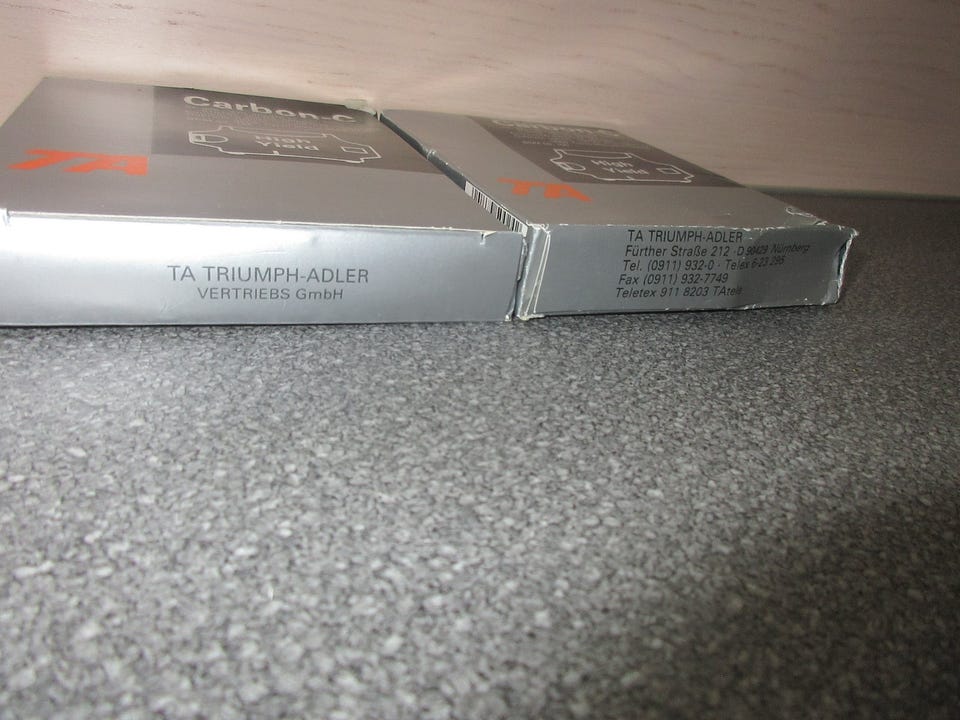 Carbon-C
High
Yield
TA
TA TRIUMPH-ADLER
VERTRIEBS GmbH
High
Yield
TA
TA TRIUMPH-ADLER
Fürther Straße 212 · D 90429 Nürnberg
Tel. (0911) 932-0 · Telex 6-23 295
Fax (0911) 932-7749
Teletex 911 8203 TAtele